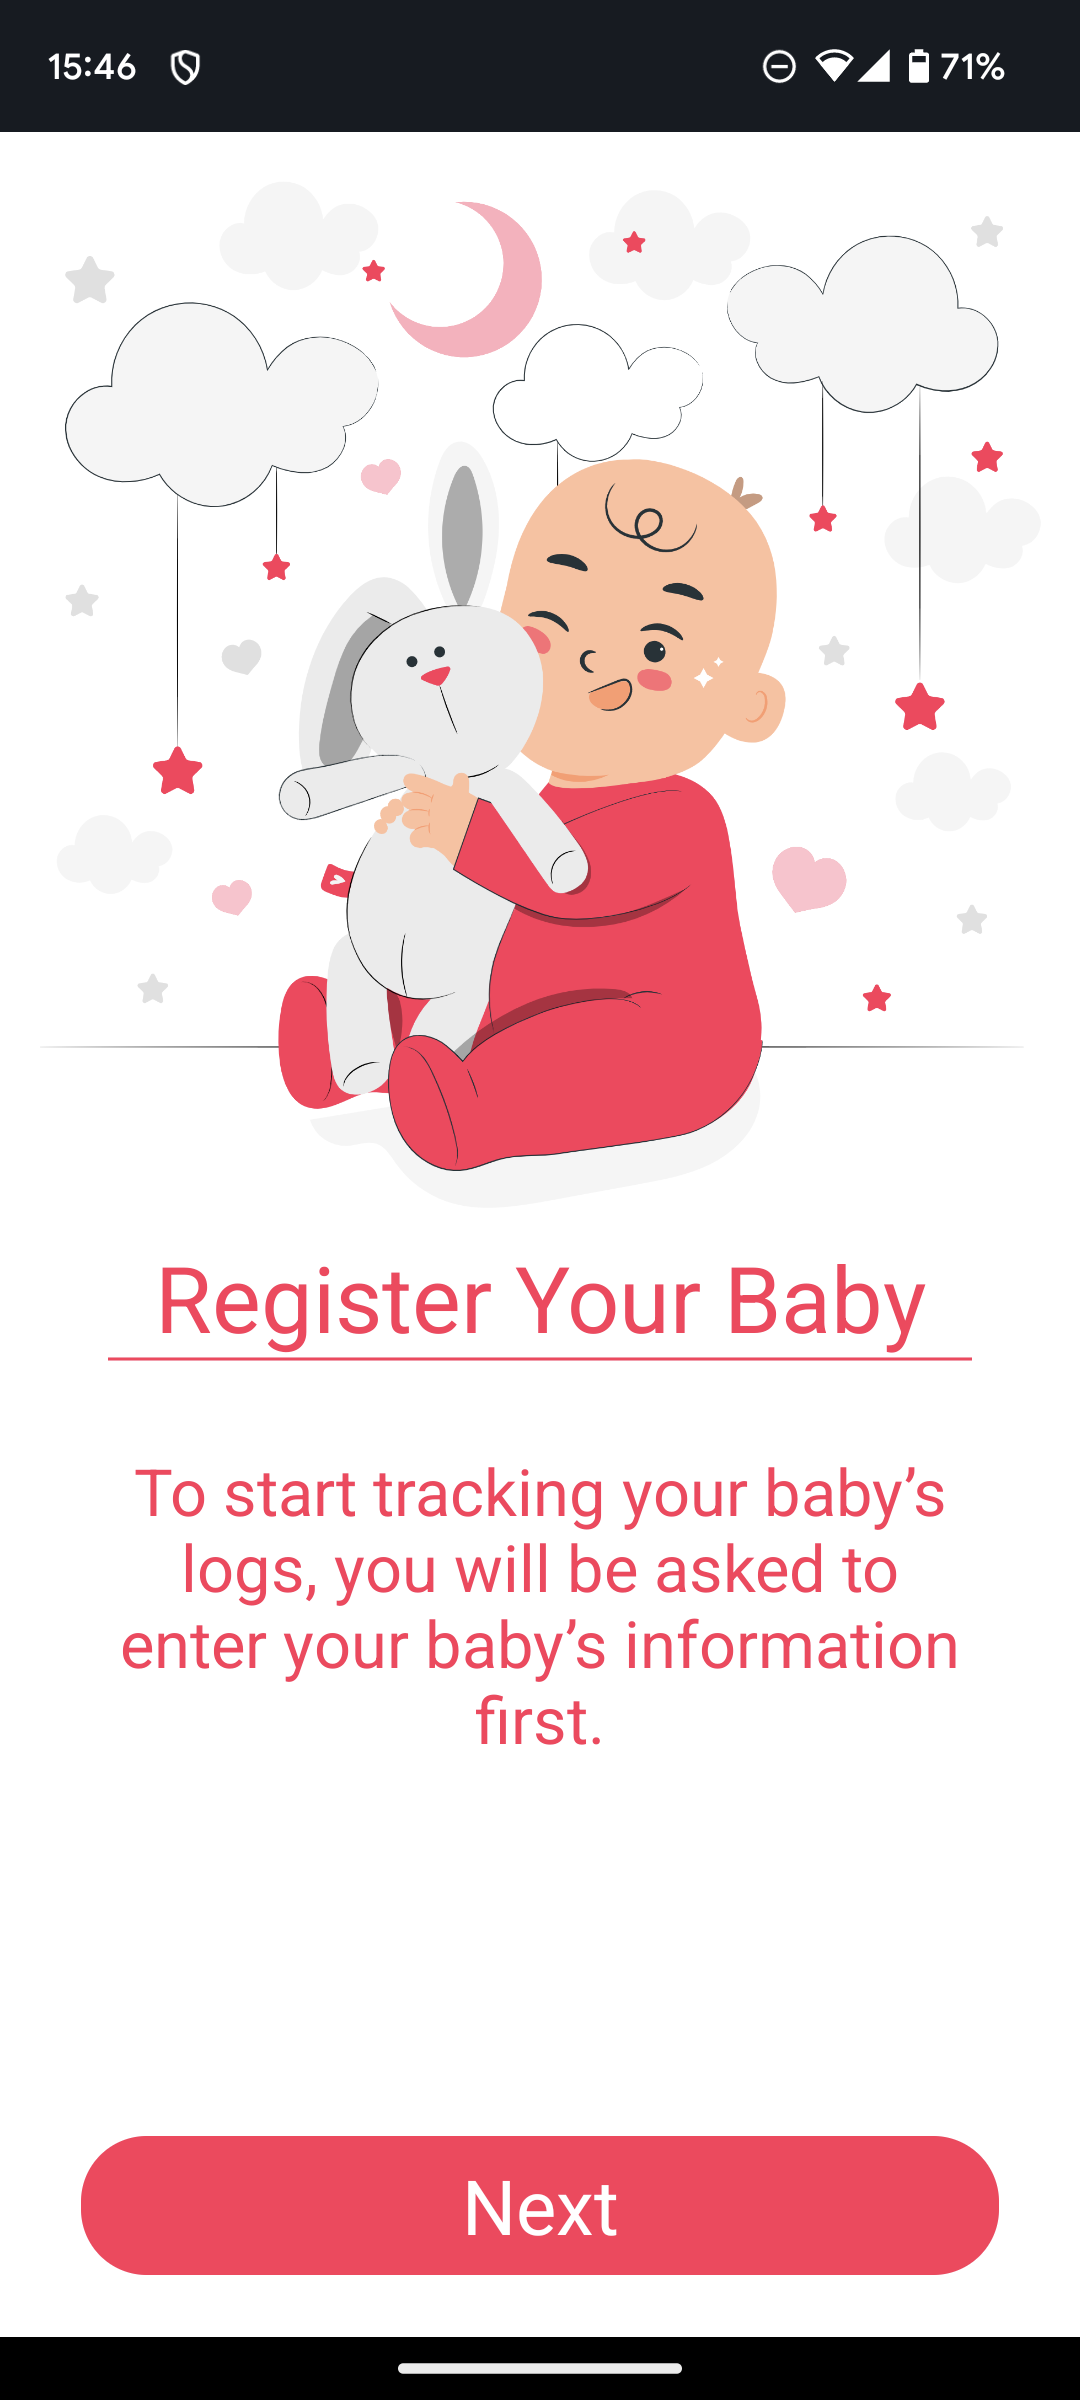 15:46
71%
Register Your Baby
To start tracking your baby’s
logs, you will be asked to
enter your baby’s information
first.
Next